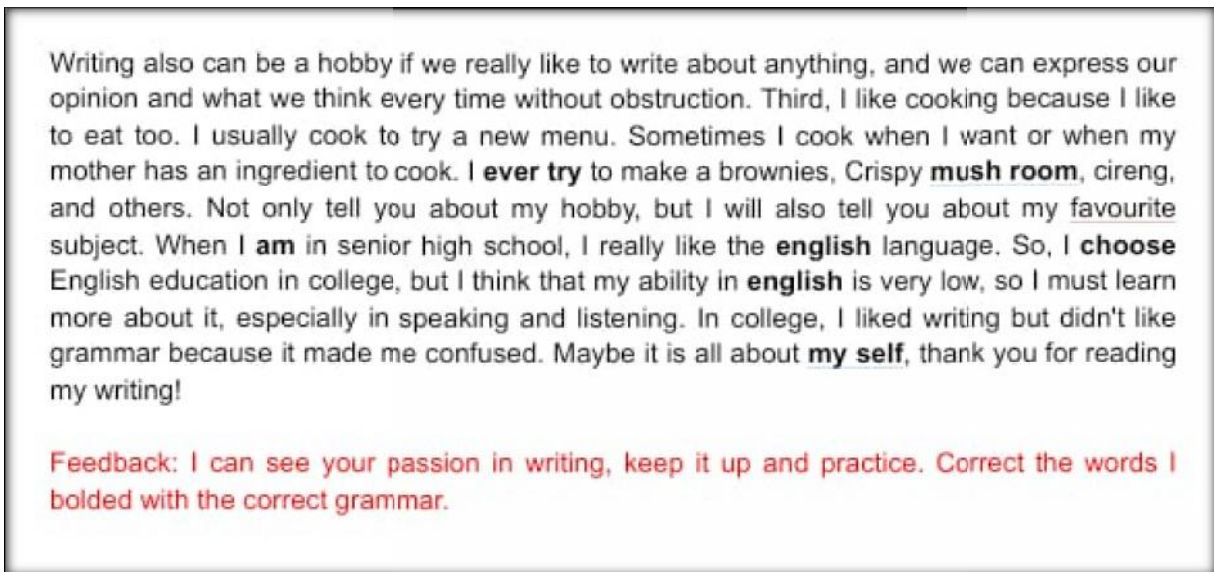 Writing also can be a hobby if we really like to write about anything, and we can express our
opinion and what we think every time without obstruction. Third, I like cooking because I like
to eat too. I usually cook to try a new menu. Sometimes I cook when I want or when my
mother has an ingredient to cook. I ever try to make a brownies, Crispy mush room, cireng,
and others. Not only tell you about my hobby, but I will also tell you about my favourite
subject. When I am in senior high school, I really like the english language. So, I choose
English education in college, but I think that my ability in english is very low, so I must learn
more about it, especially in speaking and listening. In college, I liked writing but didn't like
grammar because it made me confused. Maybe it is all about my self, thank you for reading
my writing!
Feedback: I can see your passion in writing, keep it up and practice. Correct the words I
bolded with the correct grammar.